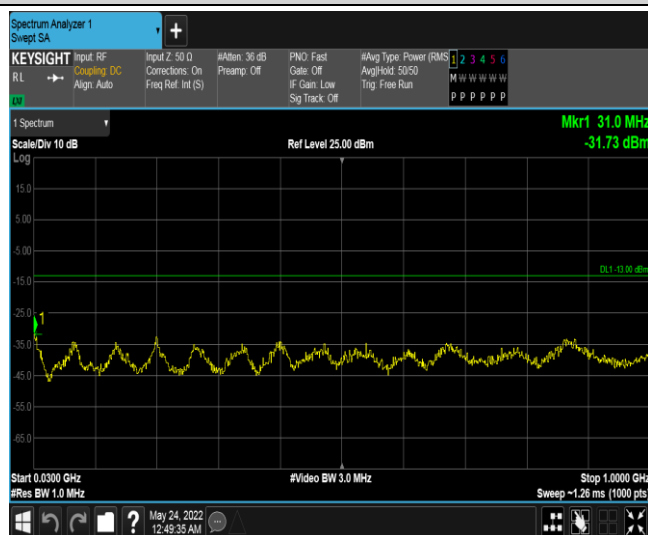 Spectrum Analyzer 1
Swept SA
+
KEYSIGHT Input: RF Input Z: 50 Ω #Atten: 36 dB PNO: Fast #Avg Type: Power (RMS 1 2 3 4 5 6
RL Coupling: DC Corrections: On Preamp: Off Gate: Off Avg|Hold: 50/50 M W W W W W
Align: Auto Freq Ref: Int (S) IF Gain: Low Trig: Free Run
Sig Track: Off P P P P P P
LXI
1 Spectrum Mkr1 31.0 MHz
Scale/Div 10 dB Ref Level 25.00 dBm -31.73 dBm
Log
15.0
5.00
-5.00
DL1 -13.00 dBm
-15.0
-25.0
1
-35.0
-45.0
-55.0
-65.0
Start 0.0300 GHz #Video BW 3.0 MHz Stop 1.0000 GHz
#Res BW 1.0 MHz Sweep ~1.26 ms (1000 pts)
? May 24, 2022
12:49:35 AM